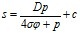 s = Dp / (4σφ + p) + c